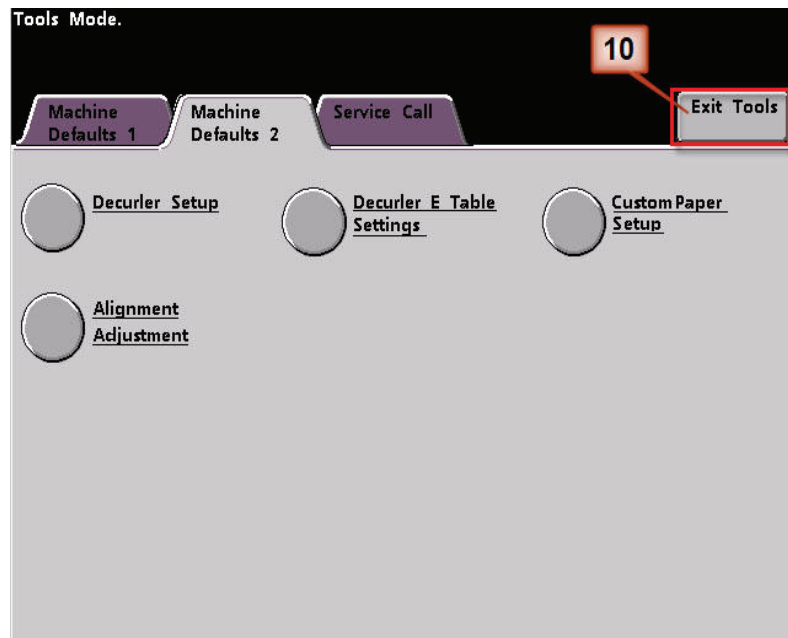 Tools Mode.
10
Machine
Defaults 1
Machine
Defaults 2
Service Call
Exit Tools
Decurler Setup
Decurler E Table
Settings
Custom Paper
Setup
Alignment
Adjustment